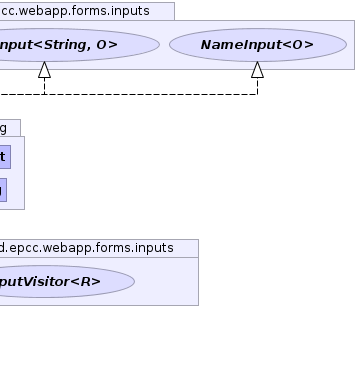 cc.webapp.forms.inputs
nput<String, O>
NameInput<O>
g
t
g
d.epcc.webapp.forms.inputs
putVisitor<R>